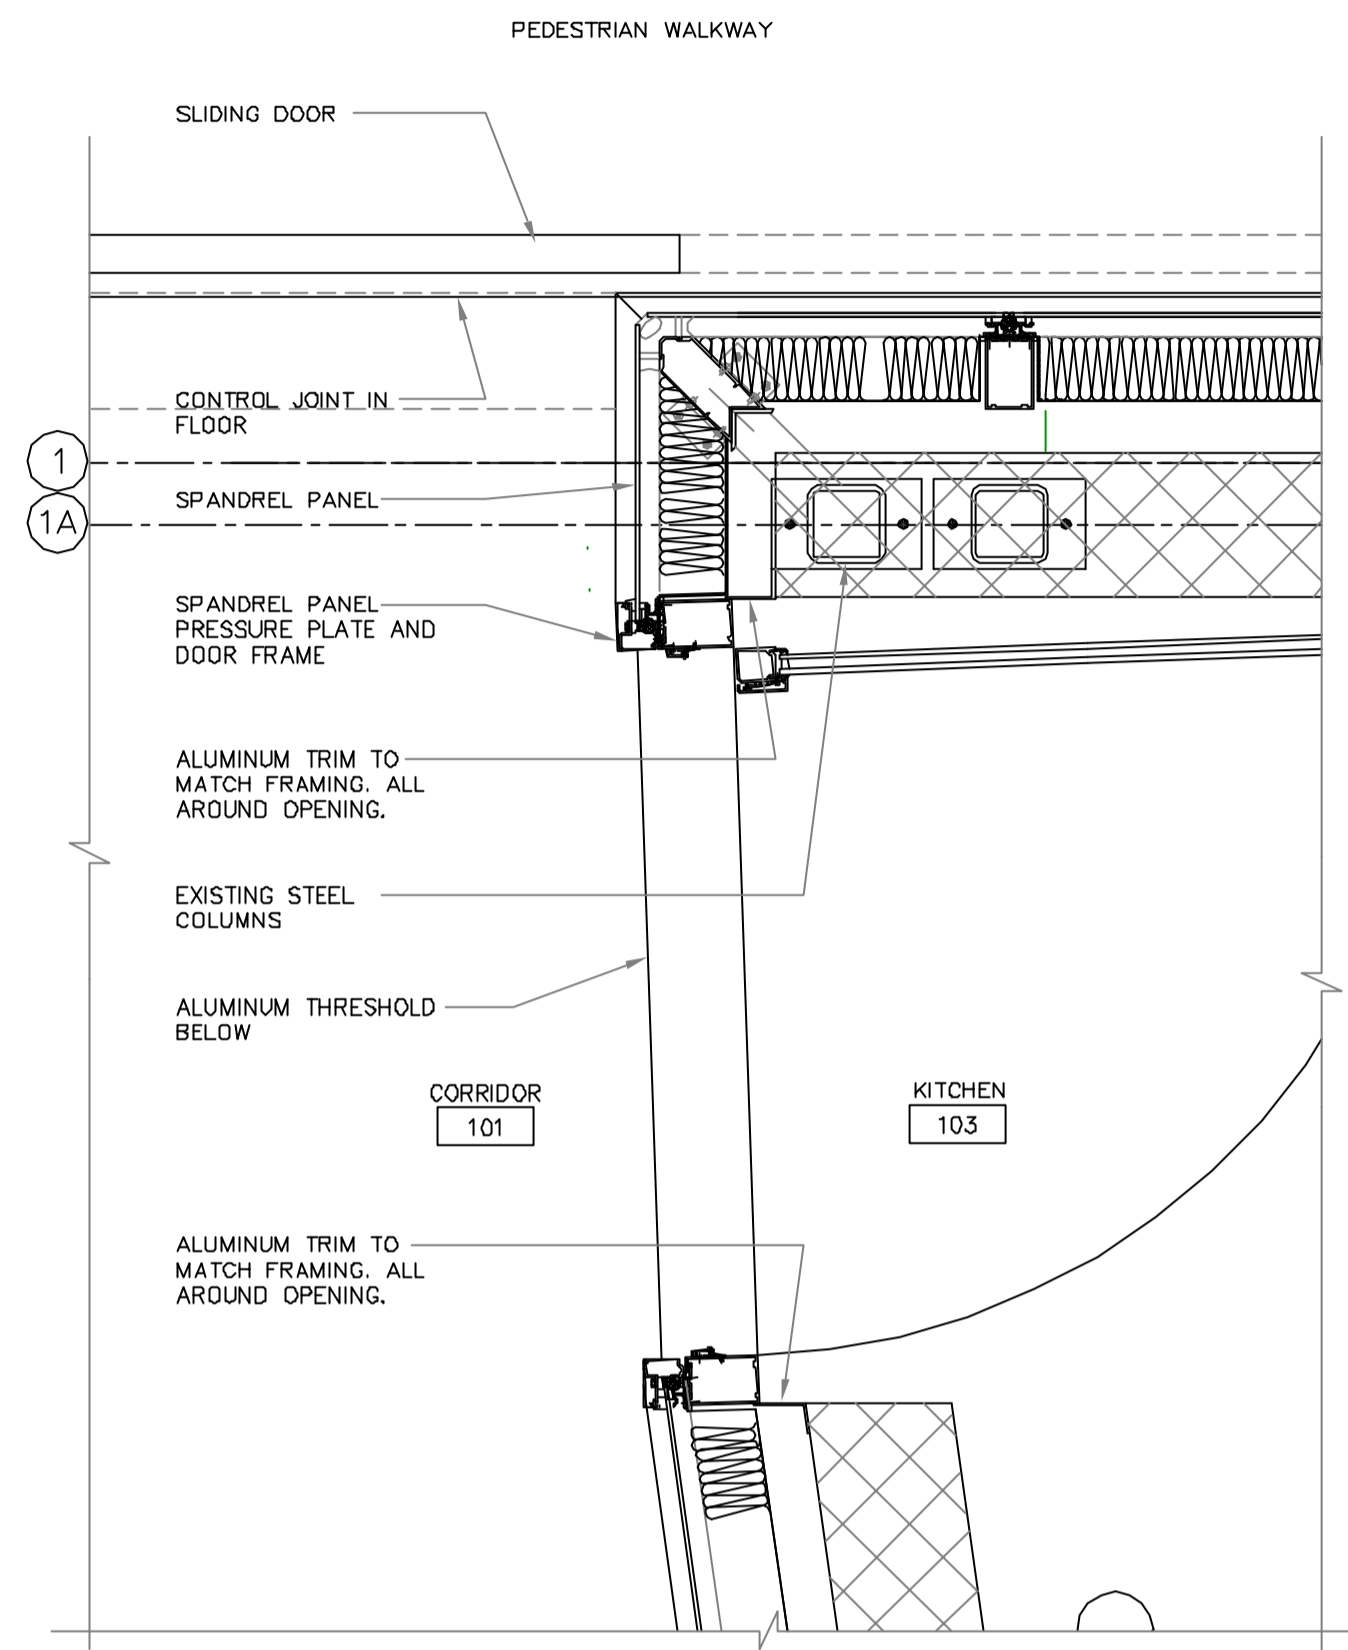 PEDESTRIAN WALKWAY
SLIDING DOOR
CONTROL JOINT IN
FLOOR
1
SPANDREL PANEL
1A
SPANDREL PANEL
PRESSURE PLATE AND
DOOR FRAME
ALUMINUM TRIM TO
MATCH FRAMING. ALL
AROUND OPENING.
EXISTING STEEL
COLUMNS
ALUMINUM THRESHOLD
BELOW
CORRIDOR
101
KITCHEN
103
ALUMINUM TRIM TO
MATCH FRAMING. ALL
AROUND OPENING.